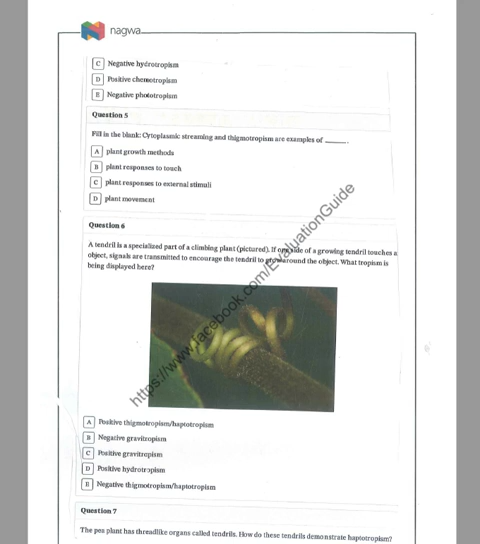 nagwa
C Negative hydrotropism
D Positive chemotropism
E Negative phototropism
Question 5
Fill in the blank: Cytoplasmic streaming and thigmotropism are examples of ______.
A plant growth methods
B plant responses to touch
C plant responses to external stimuli
D plant movement
Question 6
A tendril is a specialized part of a climbing plant (pictured). If one side of a growing tendril touches a
object, signals are transmitted to encourage the tendril to grow around the object. What tropism is
being displayed here?
https://www.facebook.com/EvaluationGuide
A Positive thigmotropism/haptotropism
B Negative gravitropism
C Positive gravitropism
D Positive hydrotropism
E Negative thigmotropism/haptotropism
Question 7
The pea plant has threadlike organs called tendrils. How do these tendrils demonstrate haptotropism?